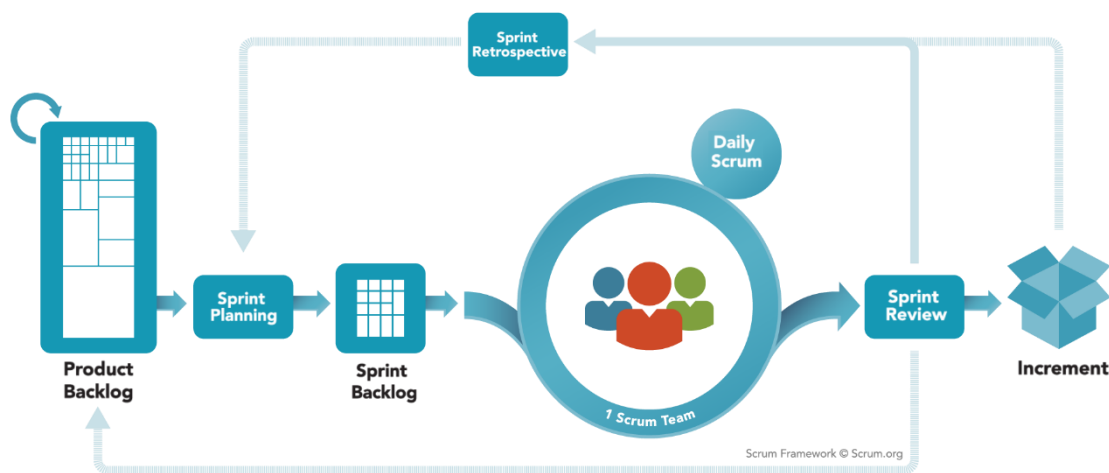 Sprint
Retrospective
Daily
Scrum
Product
Backlog
Sprint
Planning
Sprint
Backlog
1 Scrum Team
Sprint
Review
Increment
Scrum Framework © Scrum.org